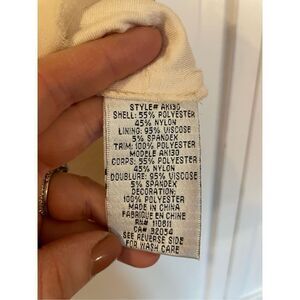 STYLE# AK130
SHELL: 55% POLYESTER
45% NYLON
LINING: 95% VISCOSE
5% SPANDEX
TRIM: 100% POLYESTER
MODELE AK130
CORPS: 55% POLYESTER
45% NYLON
DOUBLURE: 95% VISCOSE
5% SPANDEX
DECORATION:
100% POLYESTER
MADE IN CHINA
FABRIQUE EN CHINE
RN# 110611
CA# 32054
SEE REVERSE SIDE
FOR WASH CARE